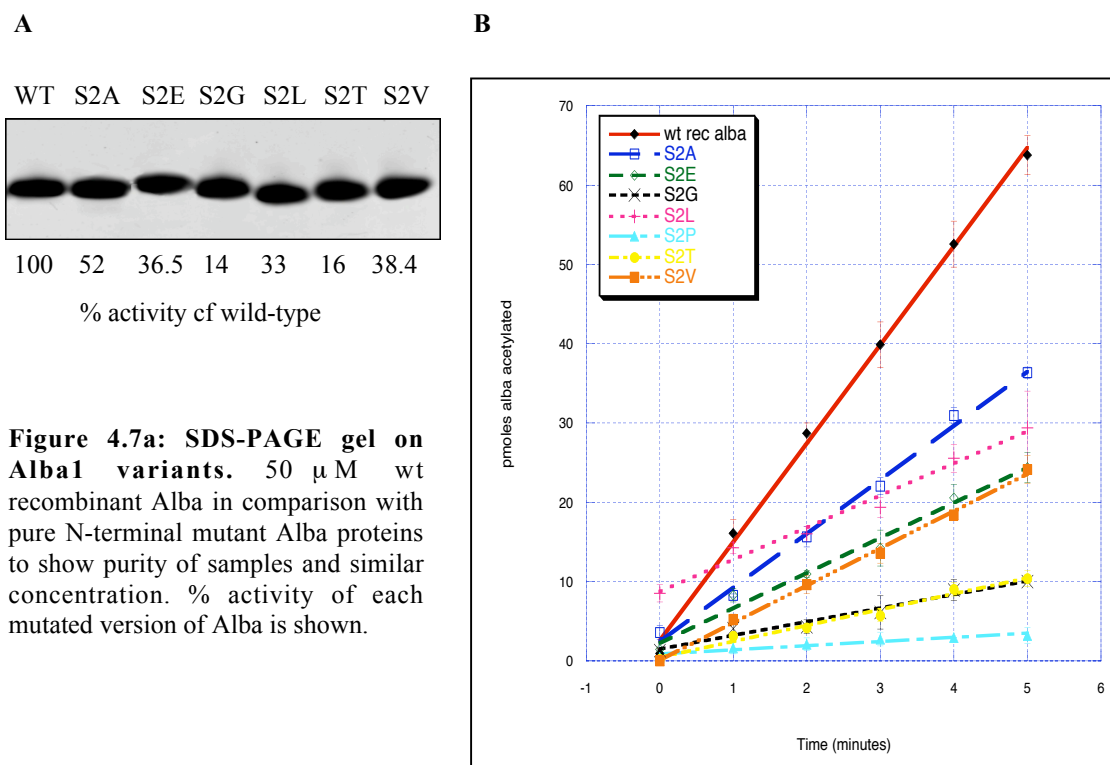 A
B
WT S2A S2E S2G S2L S2T S2V
100 52 36.5 14 33 16 38.4
% activity cf wild-type
Figure 4.7a: SDS-PAGE gel on
Alba1 variants. 50 μM wt
recombinant Alba in comparison with
pure N-terminal mutant Alba proteins
to show purity of samples and similar
concentration. % activity of each
mutated version of Alba is shown.
70
60
50
40
30
20
10
0
pmoles alba acetylated
wt rec alba
S2A
S2E
S2G
S2L
S2P
S2T
S2V
-1 0 1 2 3 4 5 6
Time (minutes)